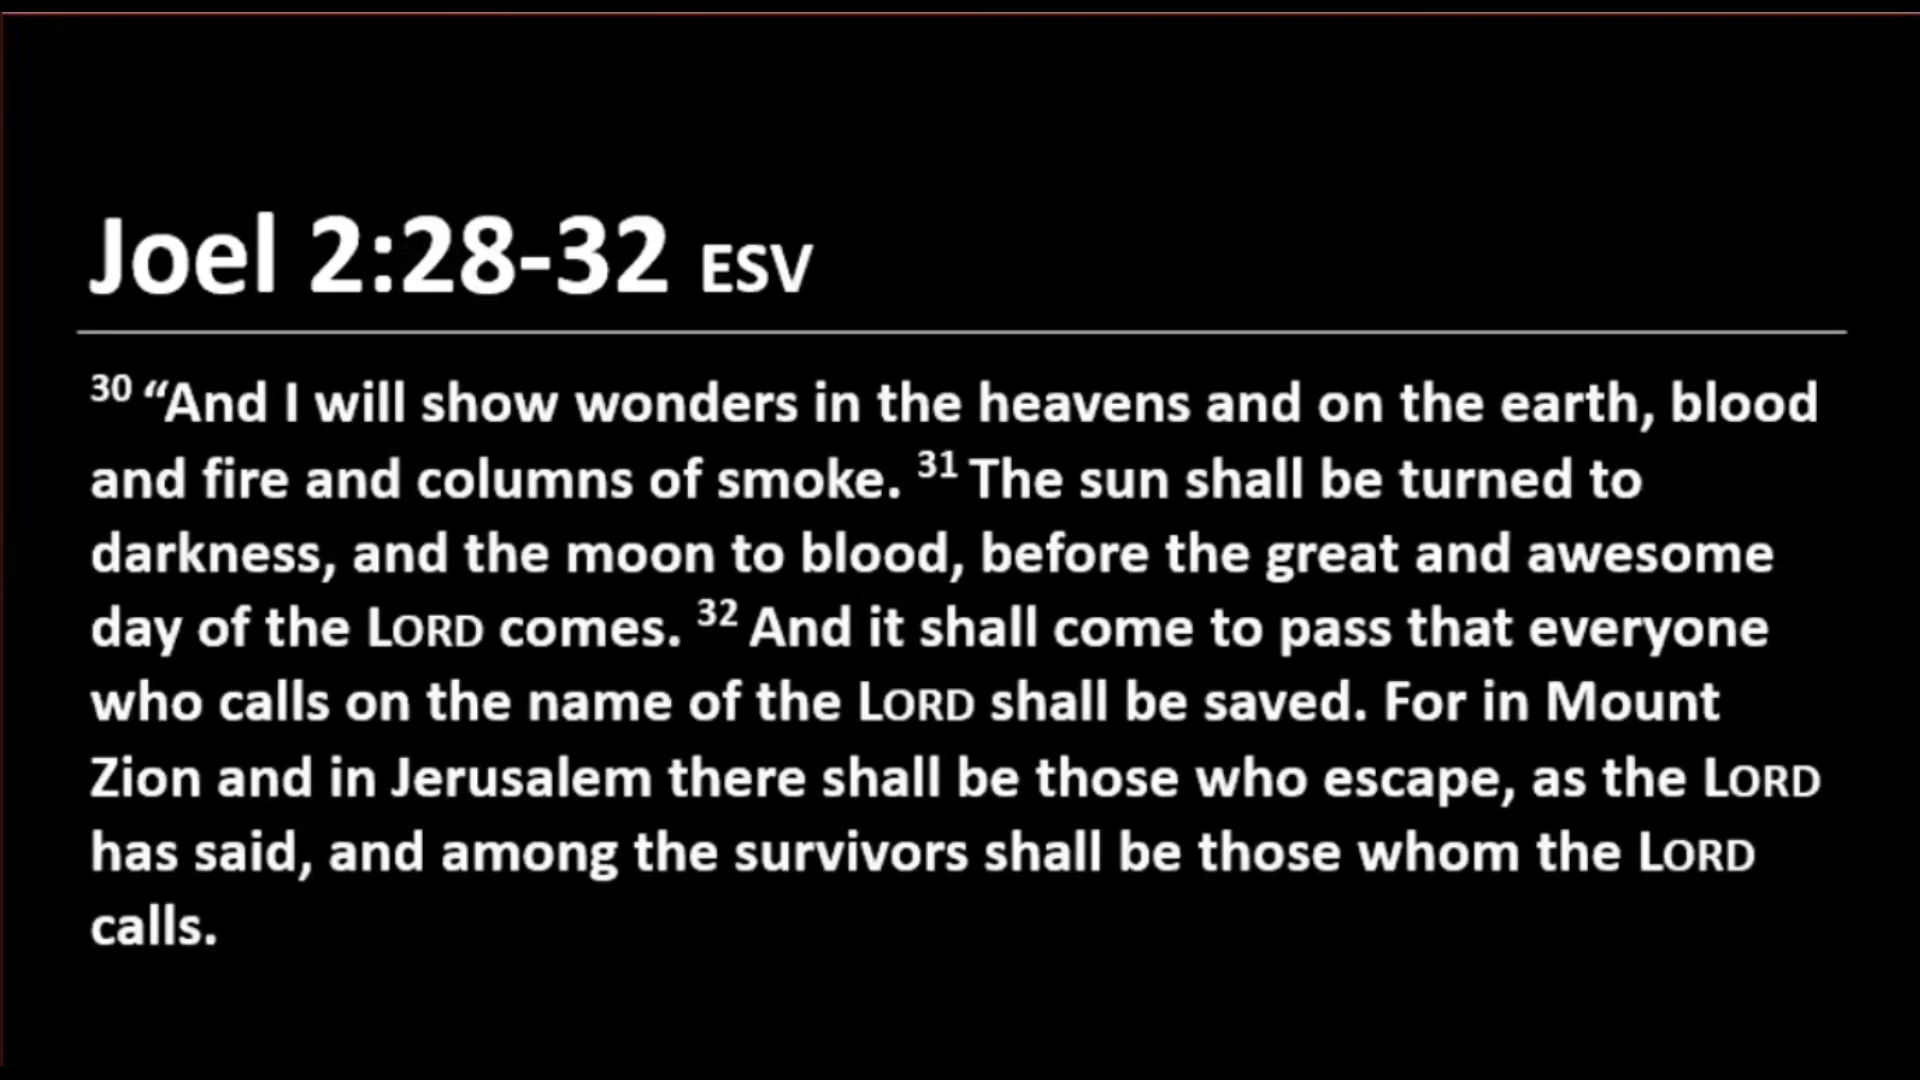 Joel 2:28-32 ESV
30 “And I will show wonders in the heavens and on the earth, blood
and fire and columns of smoke. 31 The sun shall be turned to
darkness, and the moon to blood, before the great and awesome
day of the LORD comes. 32 And it shall come to pass that everyone
who calls on the name of the LORD shall be saved. For in Mount
Zion and in Jerusalem there shall be those who escape, as the LORD
has said, and among the survivors shall be those whom the LORD
calls.